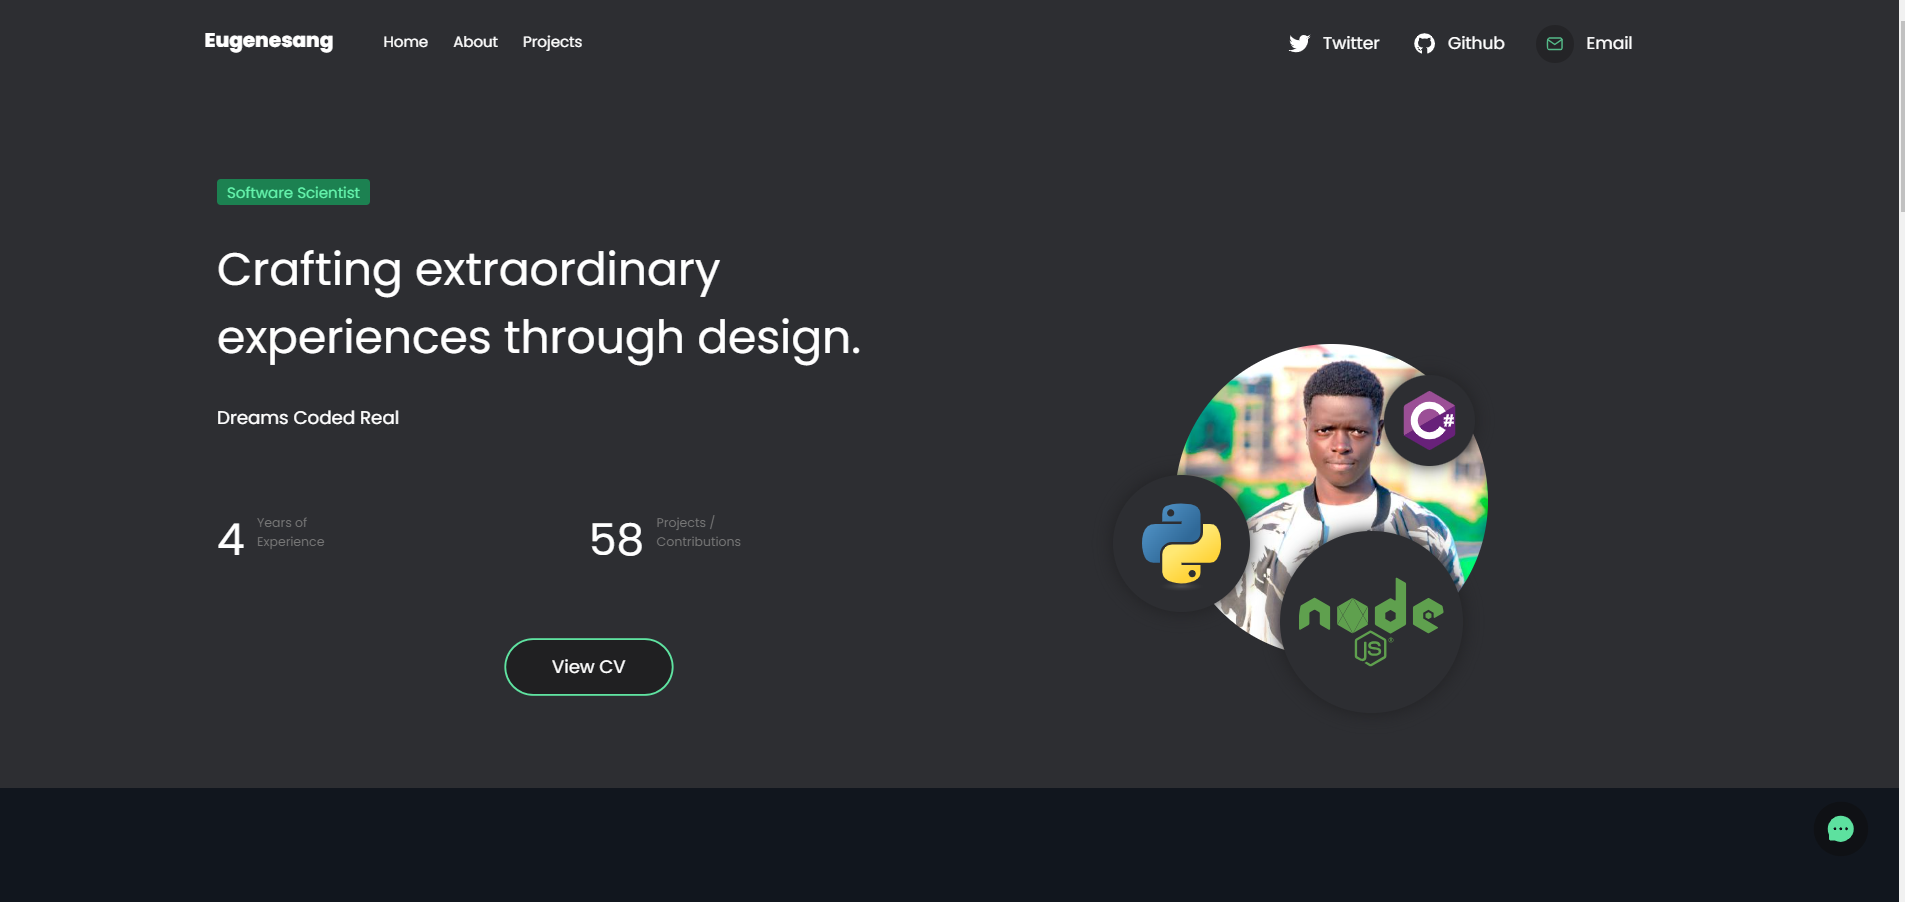 Eugenesang
Home
About
Projects
Twitter
Github
Email
Software Scientist
Crafting extraordinary
experiences through design.
Dreams Coded Real
4
Years of
Experience
58
Projects /
Contributions
View CV
C#
node
JS